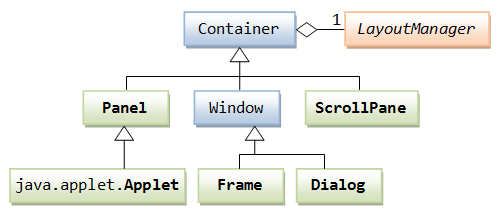 Container
1
LayoutManager
Panel
Window
ScrollPane
java.applet.Applet
Frame
Dialog